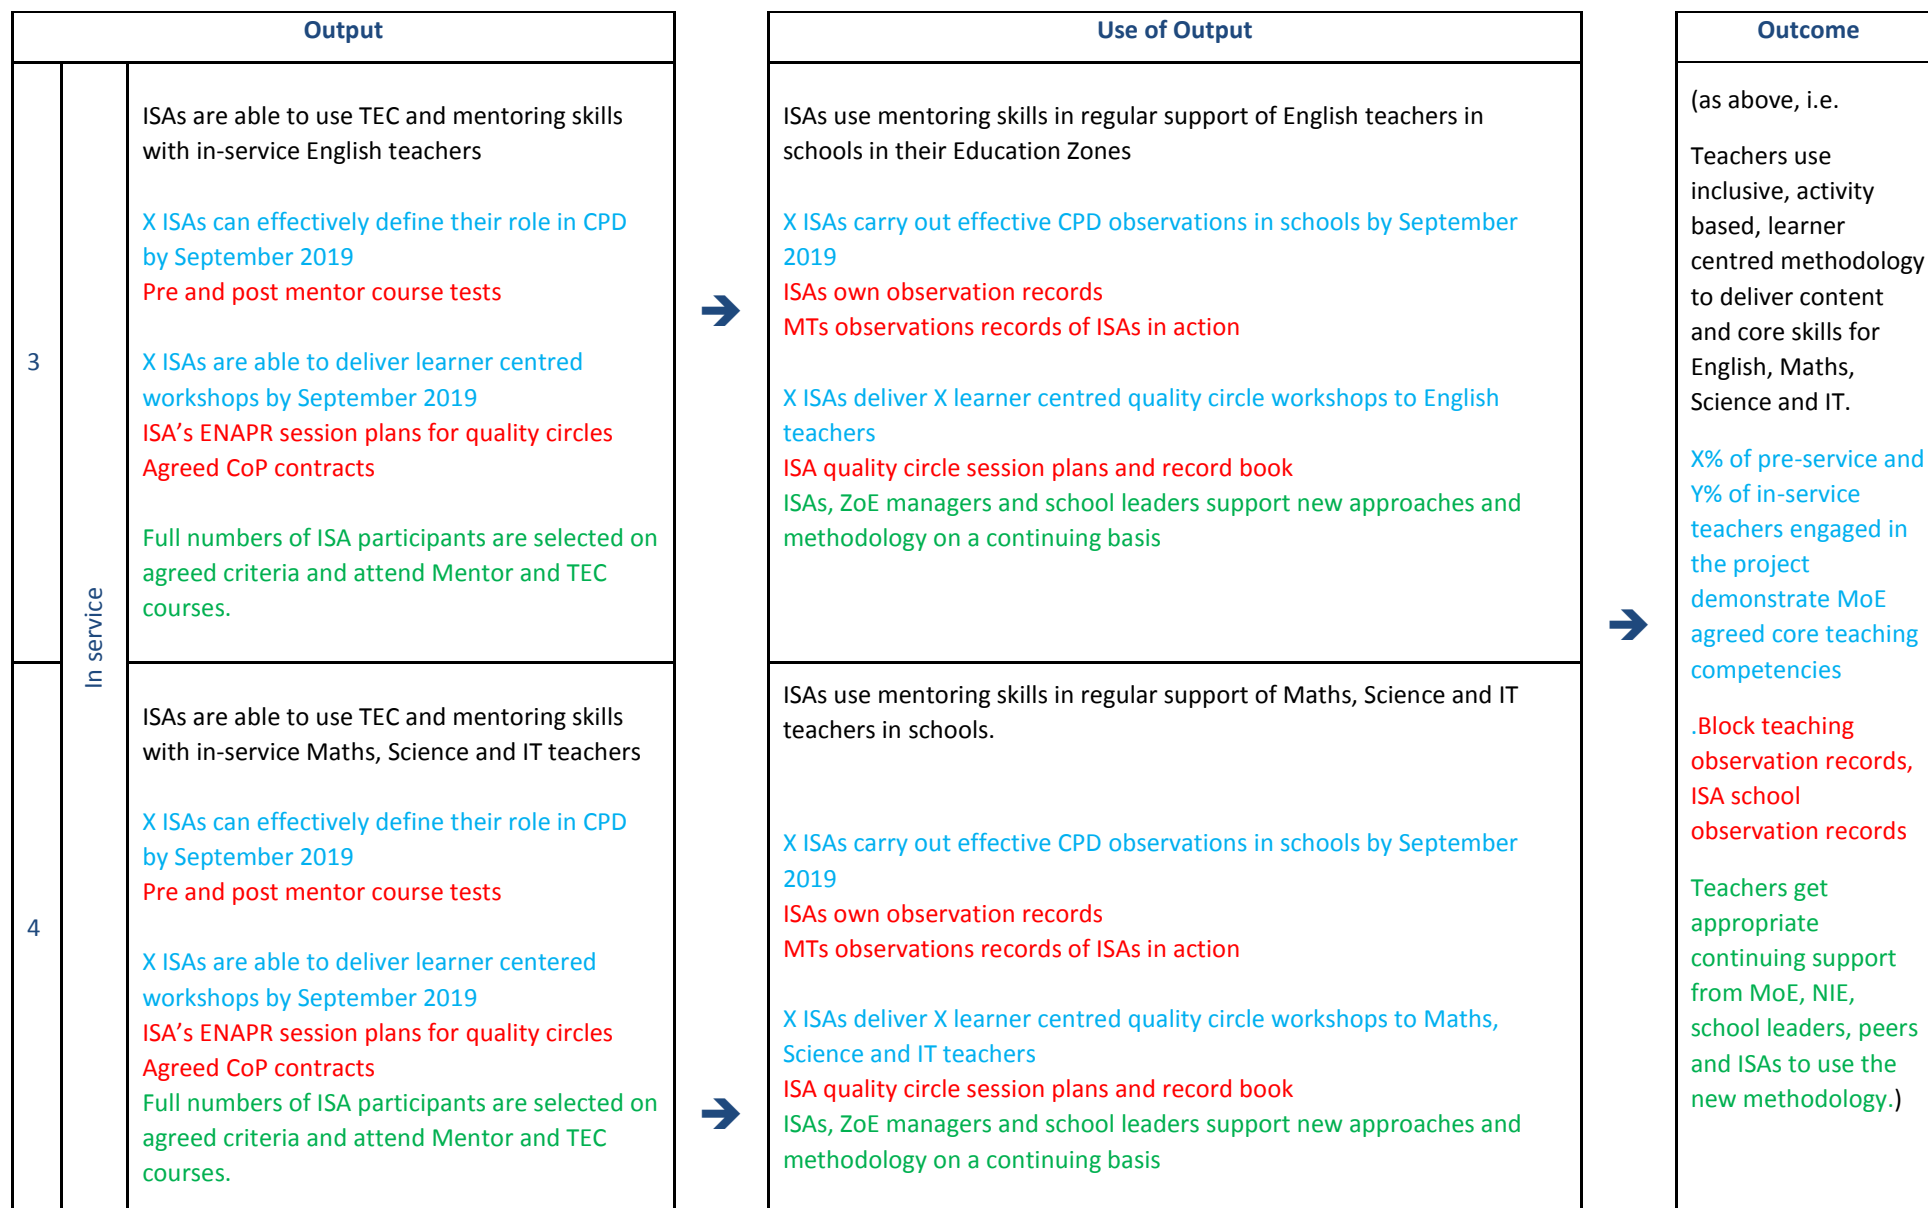 Output
Use of Output
Outcome
3
In service
ISAs are able to use TEC and mentoring skills
with in-service English teachers
X ISAs can effectively define their role in CPD
by September 2019
Pre and post mentor course tests
X ISAs are able to deliver learner centred
workshops by September 2019
ISA's ENAPR session plans for quality circles
Agreed CoP contracts
Full numbers of ISA participants are selected on
agreed criteria and attend Mentor and TEC
courses.
ISAs use mentoring skills in regular support of English teachers in
schools in their Education Zones
X ISAs carry out effective CPD observations in schools by September
2019
ISAs own observation records
MTs observations records of ISAs in action
X ISAs deliver X learner centred quality circle workshops to English
teachers
ISA quality circle session plans and record book
ISAs, ZoE managers and school leaders support new approaches and
methodology on a continuing basis
4
ISAs are able to use TEC and mentoring skills
with in-service Maths, Science and IT teachers
X ISAs can effectively define their role in CPD
by September 2019
Pre and post mentor course tests
X ISAs are able to deliver learner centered
workshops by September 2019
ISA's ENAPR session plans for quality circles
Agreed CoP contracts
Full numbers of ISA participants are selected on
agreed criteria and attend Mentor and TEC
courses.
ISAs use mentoring skills in regular support of Maths, Science and IT
teachers in schools.
X ISAs carry out effective CPD observations in schools by September
2019
ISAs own observation records
MTs observations records of ISAs in action
X ISAs deliver X learner centred quality circle workshops to Maths,
Science and IT teachers
ISA quality circle session plans and record book
ISAs, ZoE managers and school leaders support new approaches and
methodology on a continuing basis
(as above, i.e.
Teachers use
inclusive, activity
based, learner
centred methodology
to deliver content
and core skills for
English, Maths,
Science and IT.
X% of pre-service and
Y% of in-service
teachers engaged in
the project
demonstrate MoE
agreed core teaching
competencies
.Block teaching
observation records,
ISA school
observation records
Teachers get
appropriate
continuing support
from MoE, NIE,
school leaders, peers
and ISAs to use the
new methodology.)